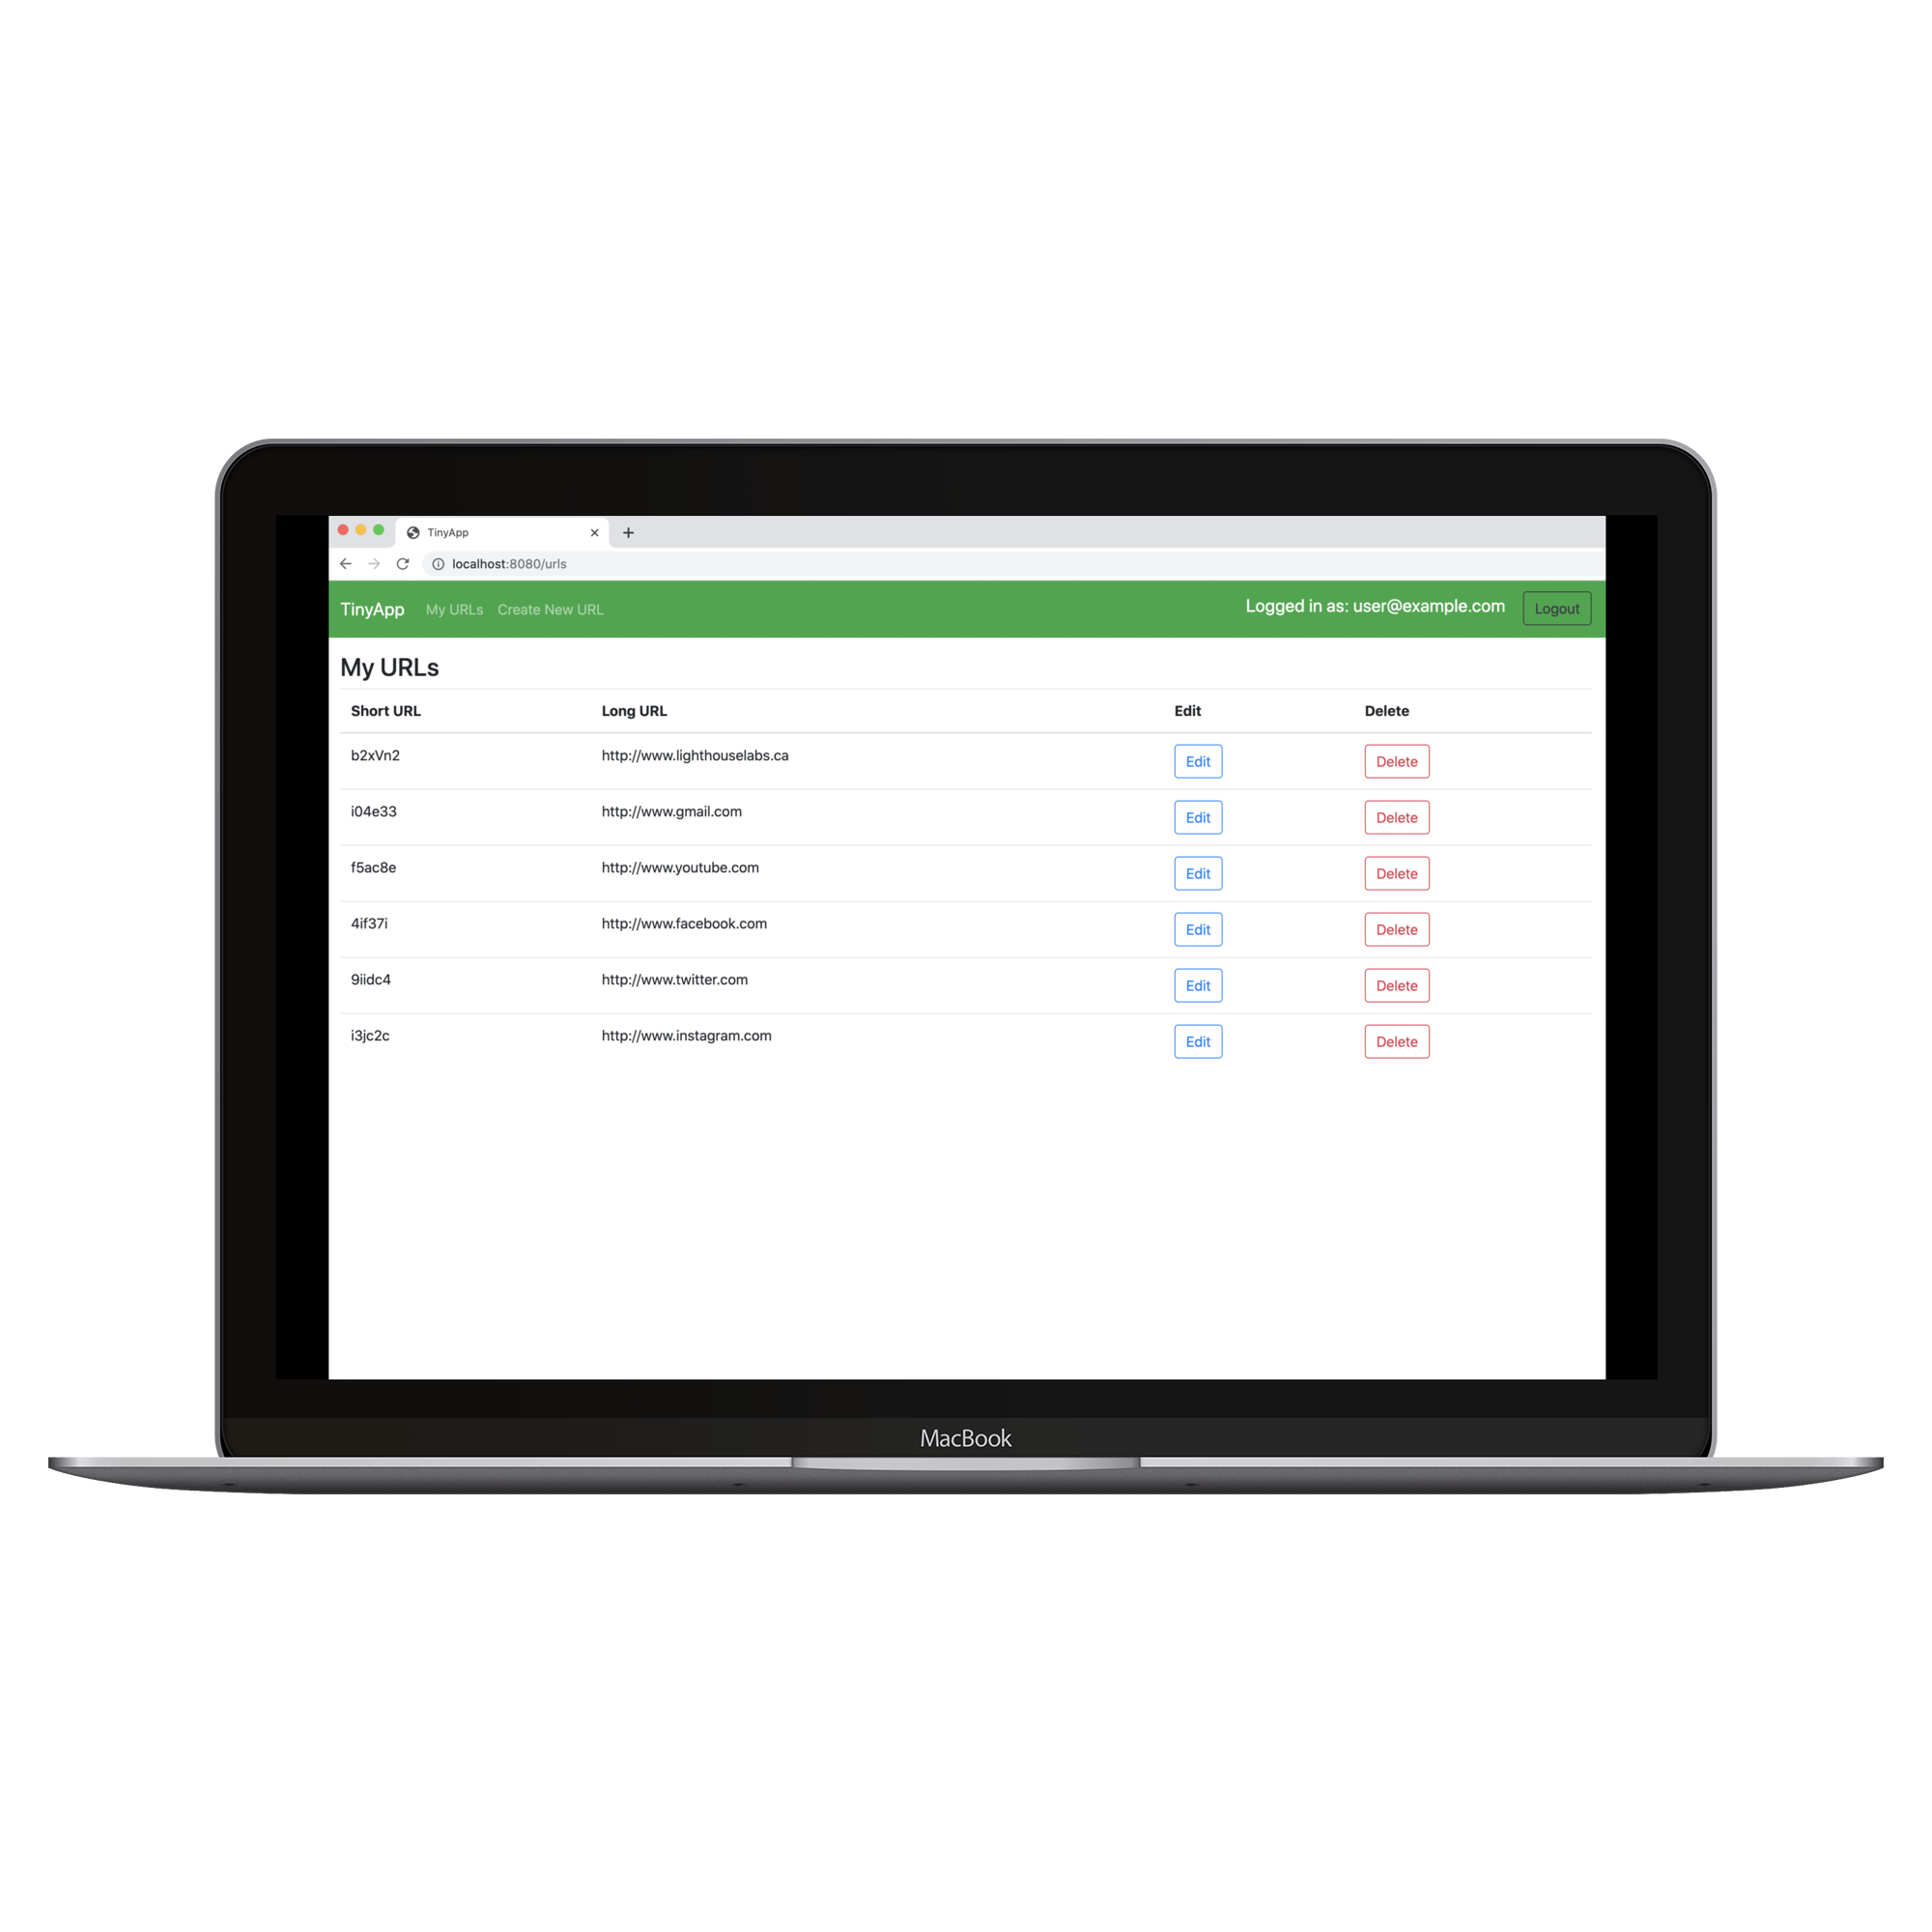 TinyApp
localhost:8080/urls
TinyApp My URLs Create New URL Logged in as: user@example.com Logout
My URLs
Short URL Long URL Edit Delete
b2xVn2 http://www.lighthouselabs.ca Edit Delete
i04e33 http://www.gmail.com Edit Delete
f5ac8e http://www.youtube.com Edit Delete
4if37i http://www.facebook.com Edit Delete
9iidc4 http://www.twitter.com Edit Delete
i3jc2c http://www.instagram.com Edit Delete
MacBook